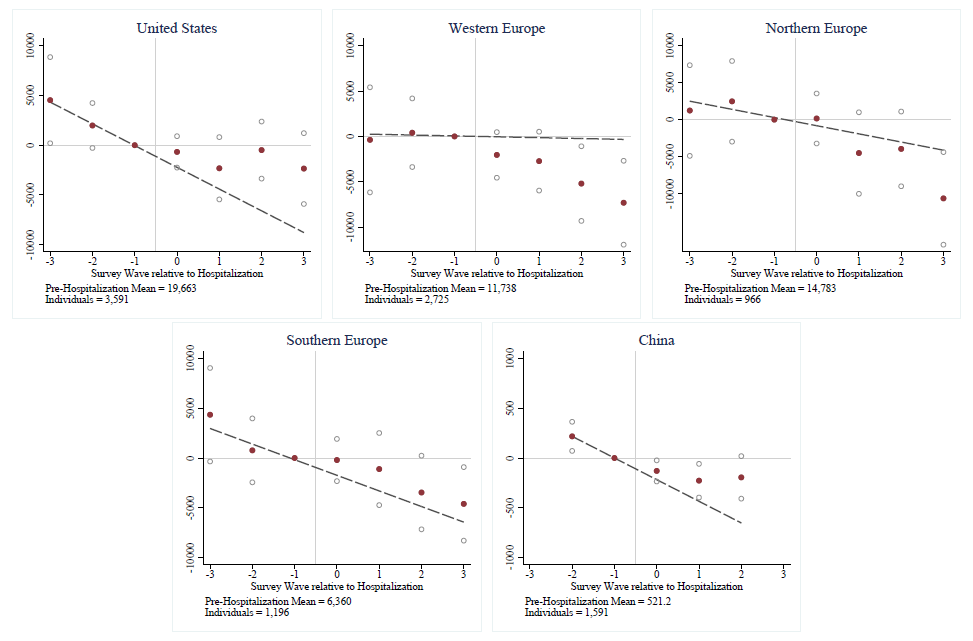 United States
10000
5000
0
-5000
-10000
-3 -2 -1 0 1 2 3
Survey Wave relative to Hospitalization
Pre-Hospitalization Mean = 19,663
Individuals = 3,591
Western Europe
10000
5000
0
-5000
-10000
-3 -2 -1 0 1 2 3
Survey Wave relative to Hospitalization
Pre-Hospitalization Mean = 11,738
Individuals = 2,725
Northern Europe
10000
5000
0
-5000
-10000
-3 -2 -1 0 1 2 3
Survey Wave relative to Hospitalization
Pre-Hospitalization Mean = 14,783
Individuals = 966
Southern Europe
10000
5000
0
-5000
-10000
-3 -2 -1 0 1 2 3
Survey Wave relative to Hospitalization
Pre-Hospitalization Mean = 6,360
Individuals = 1,196
China
1000
500
0
-500
-1000
-3 -2 -1 0 1 2 3
Survey Wave relative to Hospitalization
Pre-Hospitalization Mean = 521.2
Individuals = 1,591